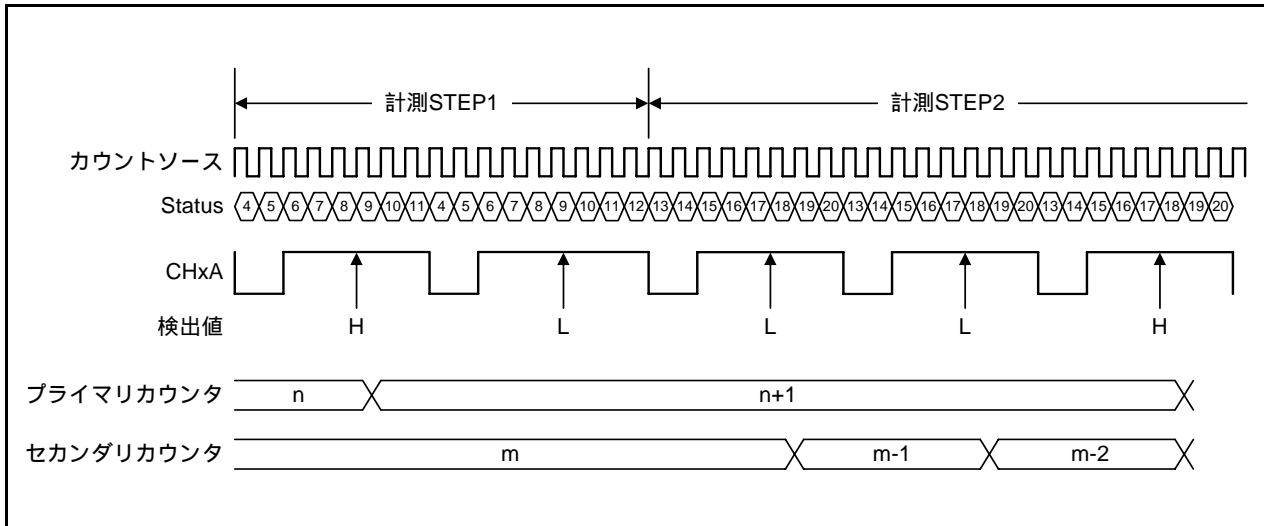 計測STEP1 計測STEP2
カウントソース
Status 4 5 6 7 8 9 10 11 4 5 6 7 8 9 10 11 12 13 14 15 16 17 18 19 20 13 14 15 16 17 18 19 20 13 14 15 16 17 18 19 20
CHxA
検出値 H L L L H
プライマリカウンタ n n+1
セカンダリカウンタ m m-1 m-2